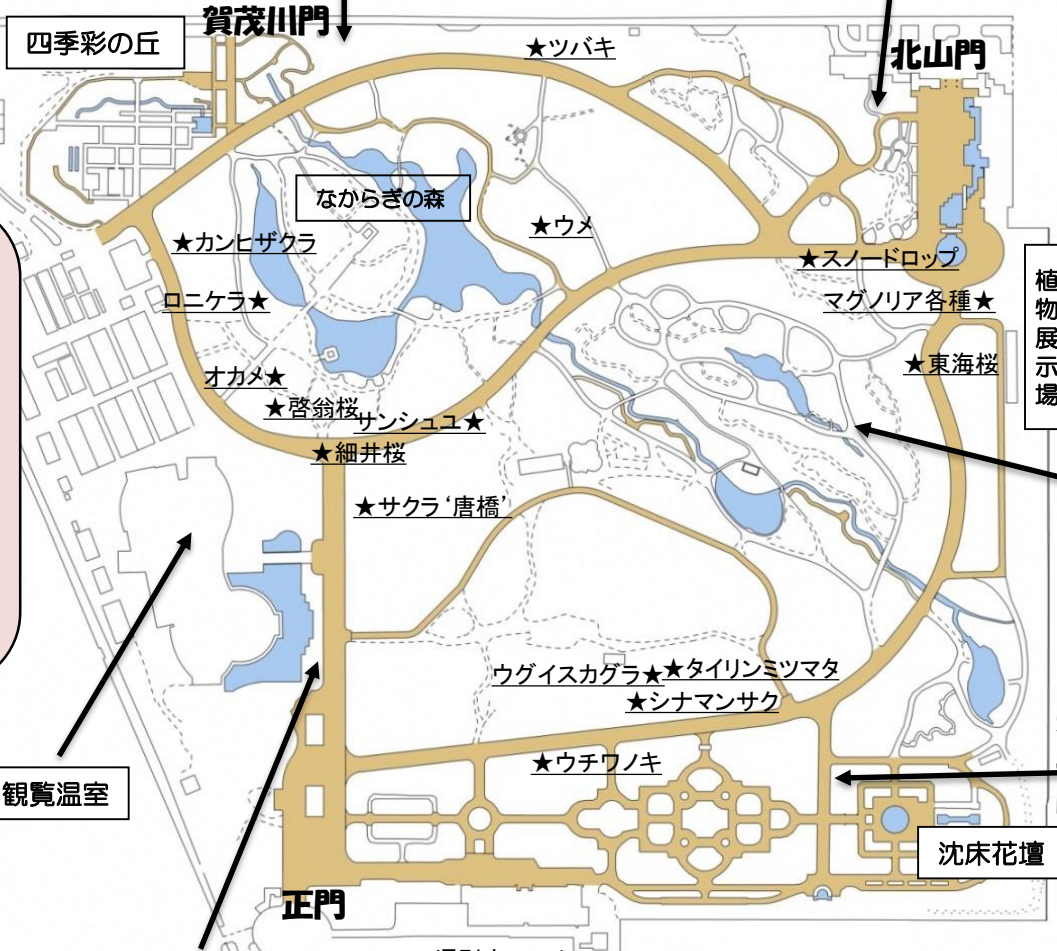 賀茂川門
四季彩の丘
★ツバキ
北山門
なからぎの森
★カンヒザクラ
★ウメ
★スノードロップ
ロニケラ★
マグノリア各種★
植物展示場
オカメ★
★東海桜
★啓翁桜
サンシュユ★
★細井桜
★サクラ‘唐橋’
ウグイスカグラ★
★タイリンミツマタ
★シナマンサク
★ウチワノキ
観覧温室
沈床花壇
正門